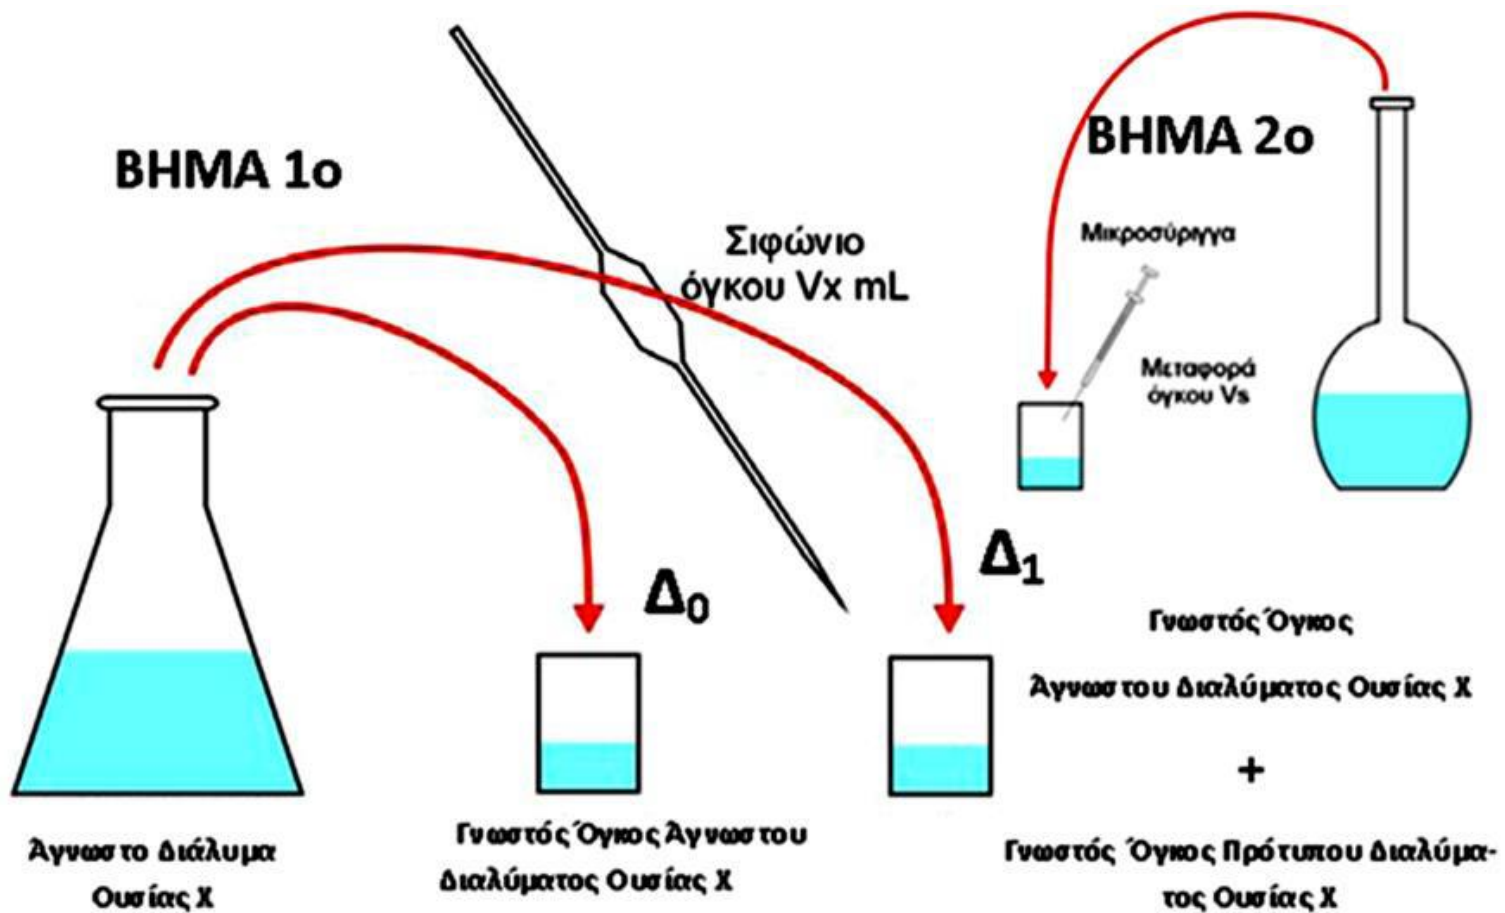 ΒΗΜΑ 1ο
Σιφώνιο
όγκου Vx mL
ΒΗΜΑ 2ο
Μικροσύριγγα
Μεταφορά
όγκου Vs
Δ₀
Δ₁
Άγνωστο Διάλυμα
Ουσίας Χ
Γνωστός Όγκος Άγνωστου
Διαλύματος Ουσίας Χ
Γνωστός Όγκος
Άγνωστου Διαλύματος Ουσίας Χ
+
Γνωστός Όγκος Πρότυπου Διαλύμα-
τος Ουσίας Χ